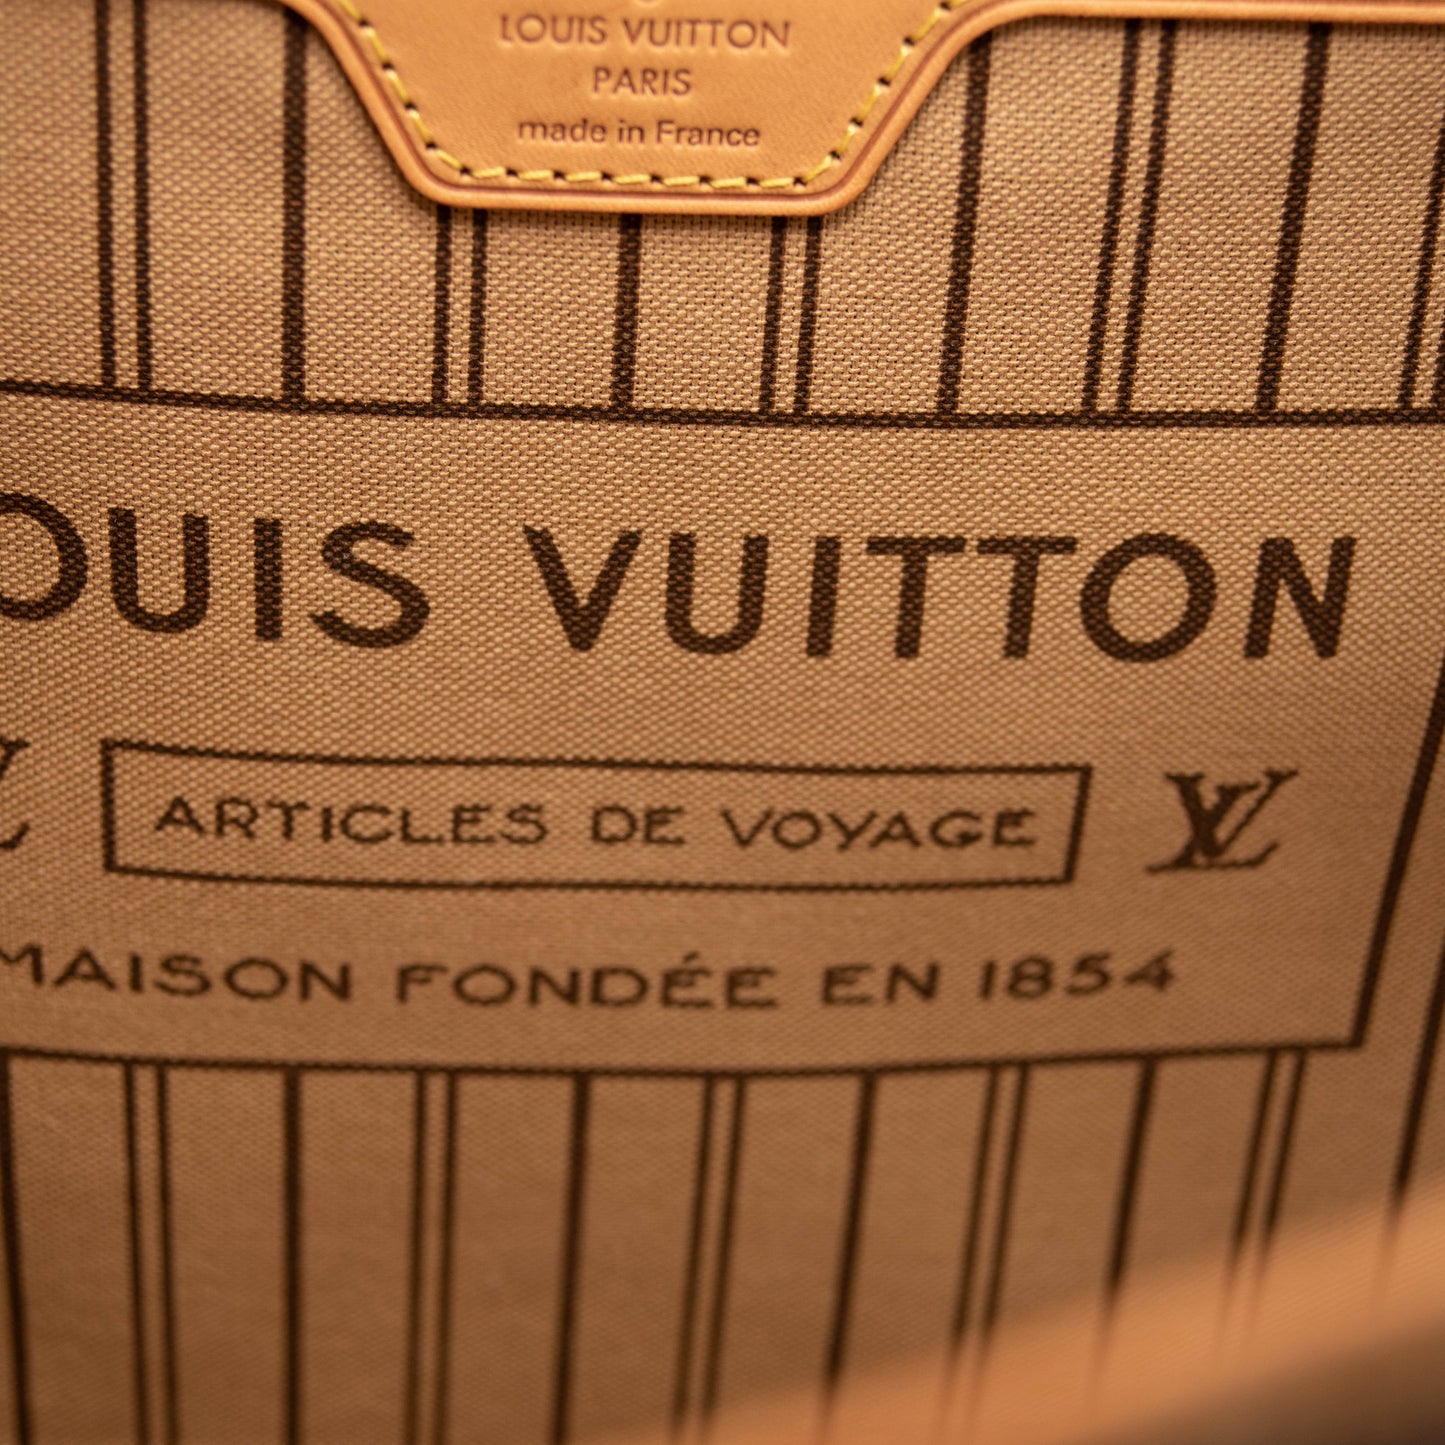 LOUIS VUITTON
PARIS
made in France
OUIS VUITTON
ARTICLES DE VOYAGE LV
MAISON FONDÉE EN 1854